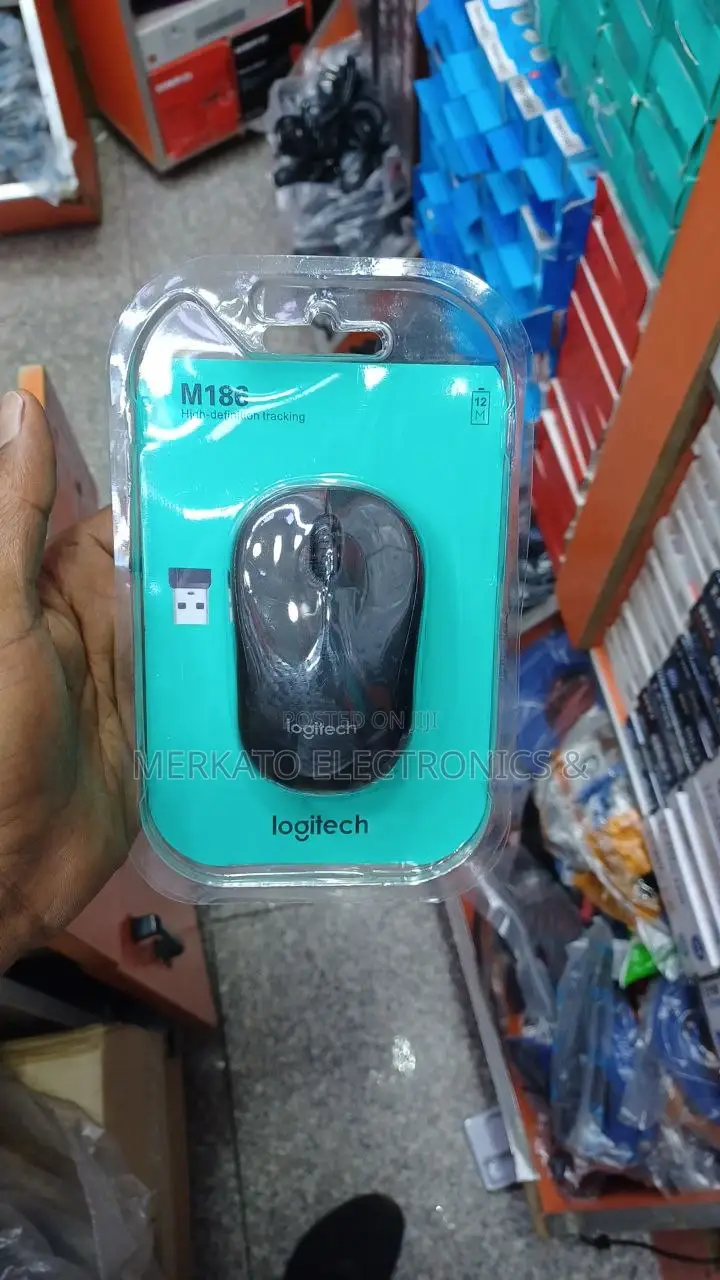 M186
High-definition tracking
12
M
logitech
POSTED ON JIJI
MERKATO ELECTRONICS &
logitech